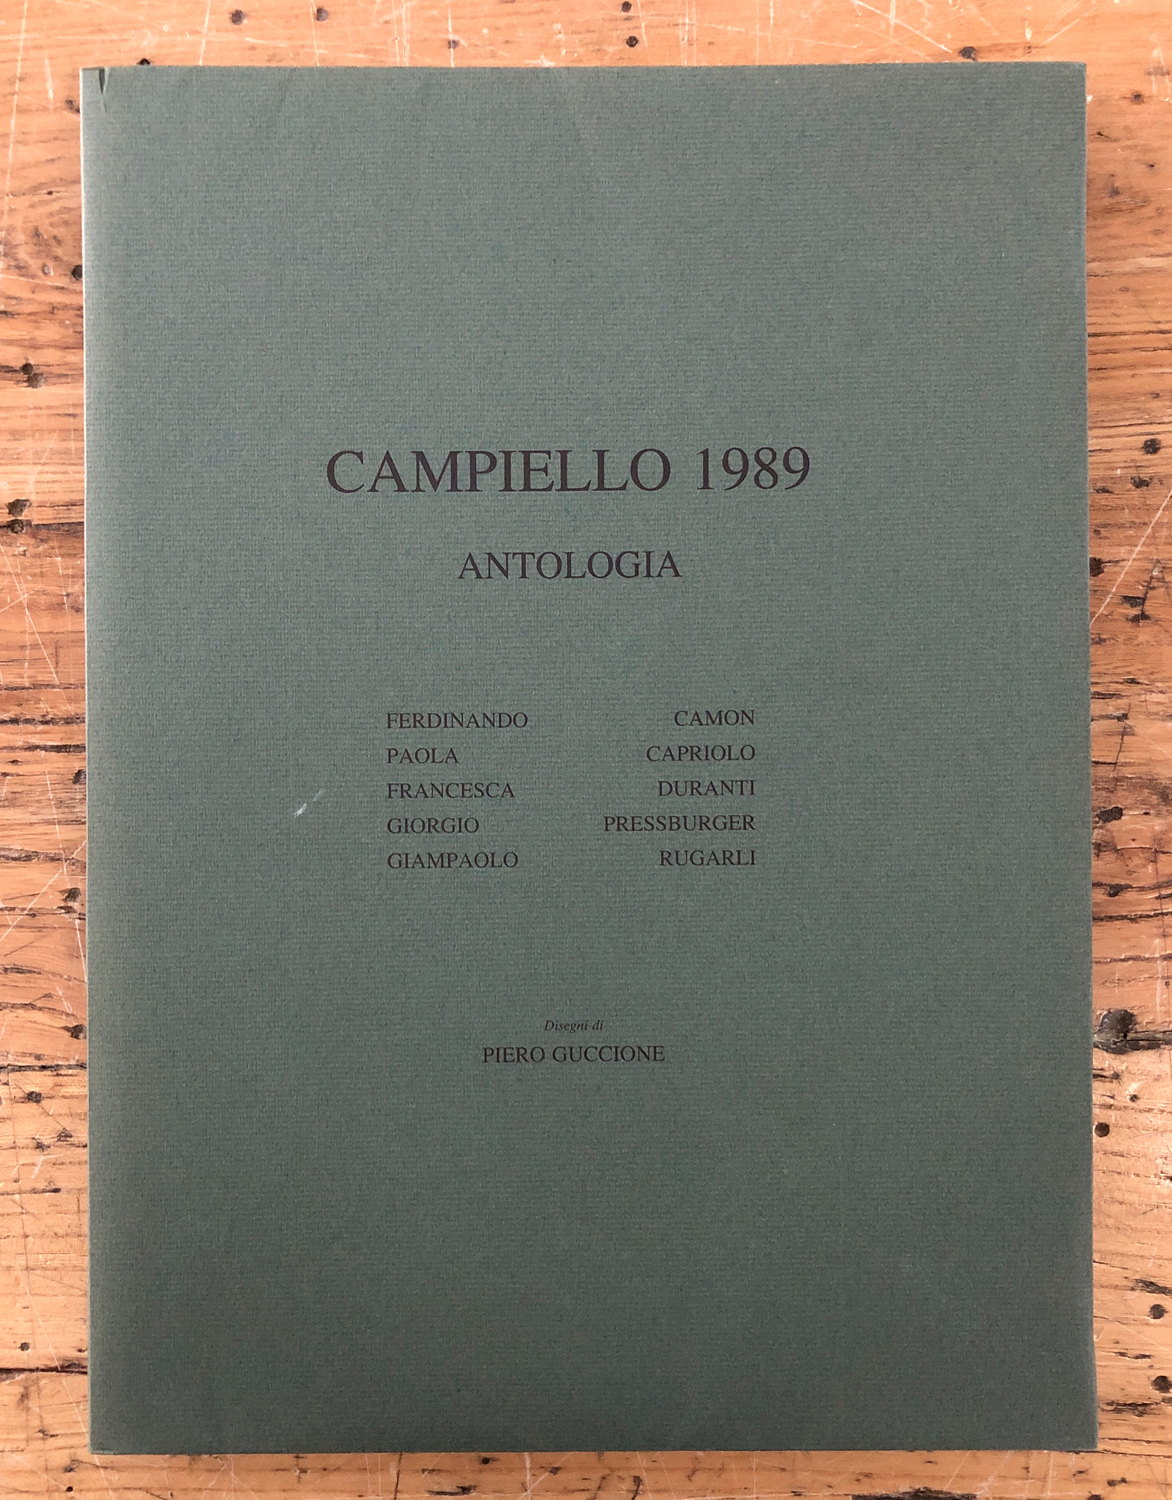 CAMPIELLO 1989
ANTOLOGIA
FERDINANDO CAMON
PAOLA CAPRIOLO
FRANCESCA DURANTI
GIORGIO PRESSBURGER
GIAMPAOLO RUGARLI
Disegni di
PIERO GUCCIONE